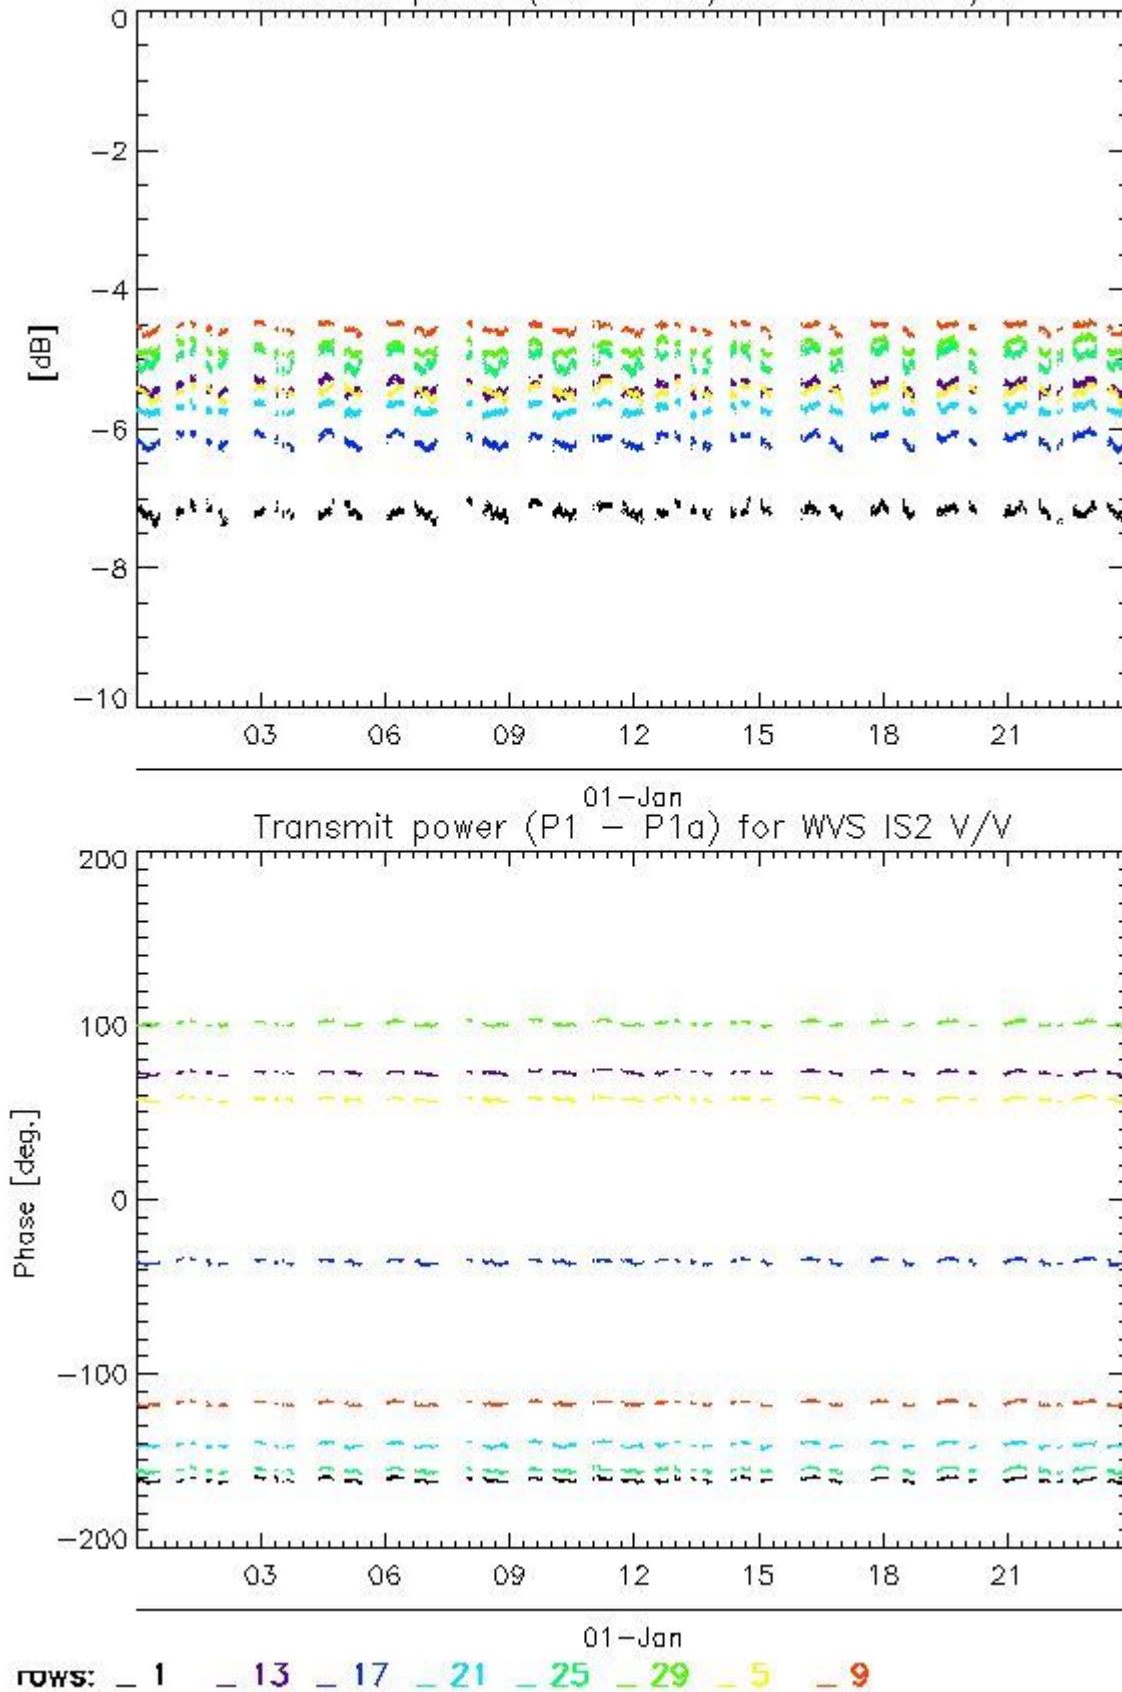 0
-2
-4
[dB]
-6
-8
-10
03 06 09 12 15 18 21
01-Jan
Transmit power (P1 - P1a) for WVS IS2 V/V
200
100
Phase [deg.]
0
-100
-200
03 06 09 12 15 18 21
01-Jan
rows: _ 1 _ 13 _ 17 _ 21 _ 25 _ 29 _ 5 _ 9